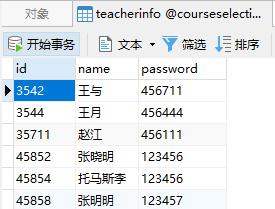 对象 teacherinfo @courseselecti...
开始事务 文本 筛选 排序
id name password
3542 王与 456711
3544 王月 456444
35711 赵江 456111
45852 张晓明 123456
45854 托马斯李 123456
45858 张明明 123457